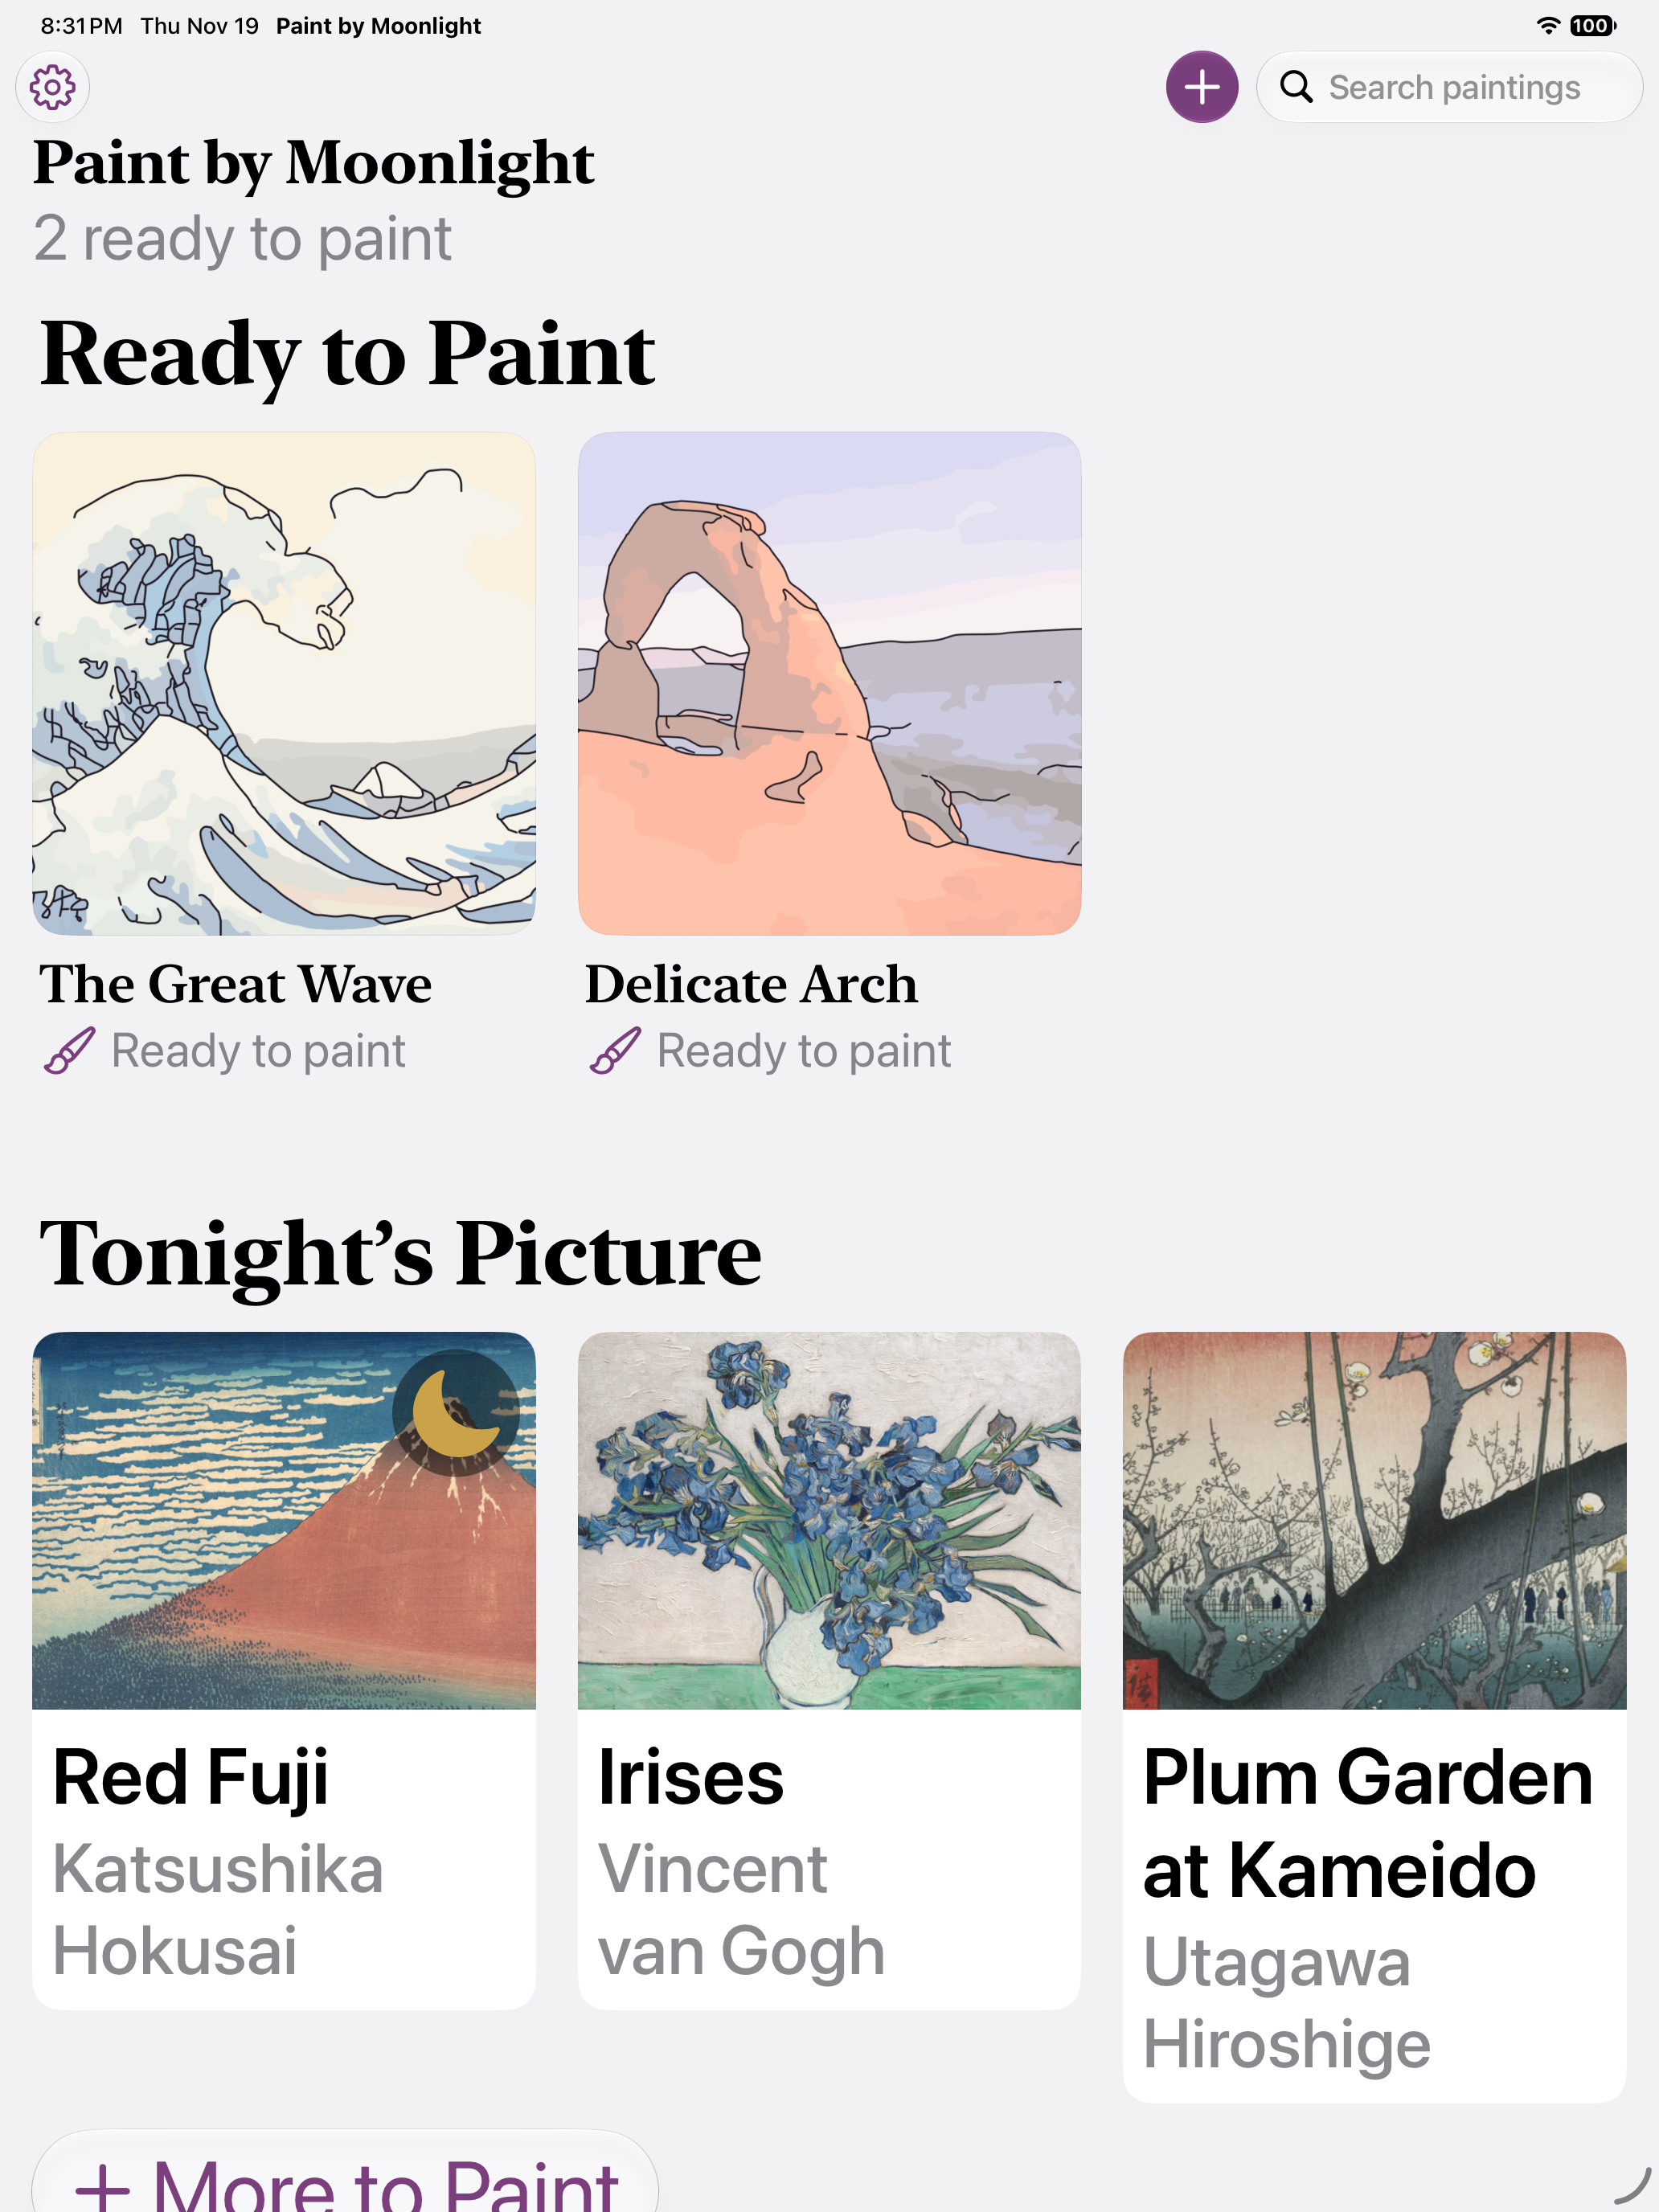 8:31 PM Thu Nov 19 Paint by Moonlight
100
Search paintings
Paint by Moonlight
2 ready to paint
Ready to Paint
The Great Wave
Ready to paint
Delicate Arch
Ready to paint
Tonight’s Picture
Red Fuji
Katsushika
Hokusai
Irises
Vincent
van Gogh
Plum Garden
at Kameido
Utagawa
Hiroshige
+ More to Paint